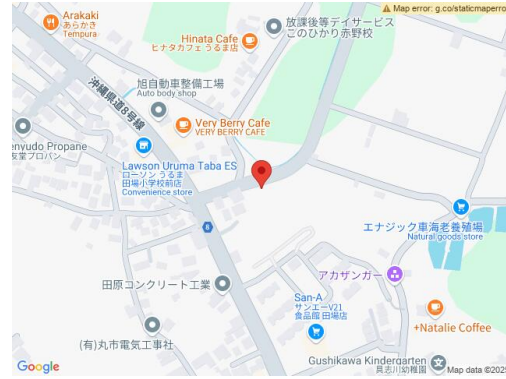 Arakaki
あらかき
Tempura
Map error: g.co/staticmaperro
Hinata Cafe
ヒナタカフェ うるま店
放課後等デイサービス
このひかり赤野校
沖縄県道8号線
旭自動車整備工場
Auto body shop
Very Berry Cafe
VERY BERRY CAFE
enyudo Propane
友堂プロパン
Lawson Uruma Taba ES
ローソン うるま
田場小学校前店
Convenience store
8
エナジック車海老養殖場
Natural goods store
アカザンガー
田原コンクリート工業
San-A
サンエーV21
食品館 田場店
+Natalie Coffee
(有)丸市電気工事社
Gushikawa Kindergarten
具志川幼稚園
Google
Map data ©2025